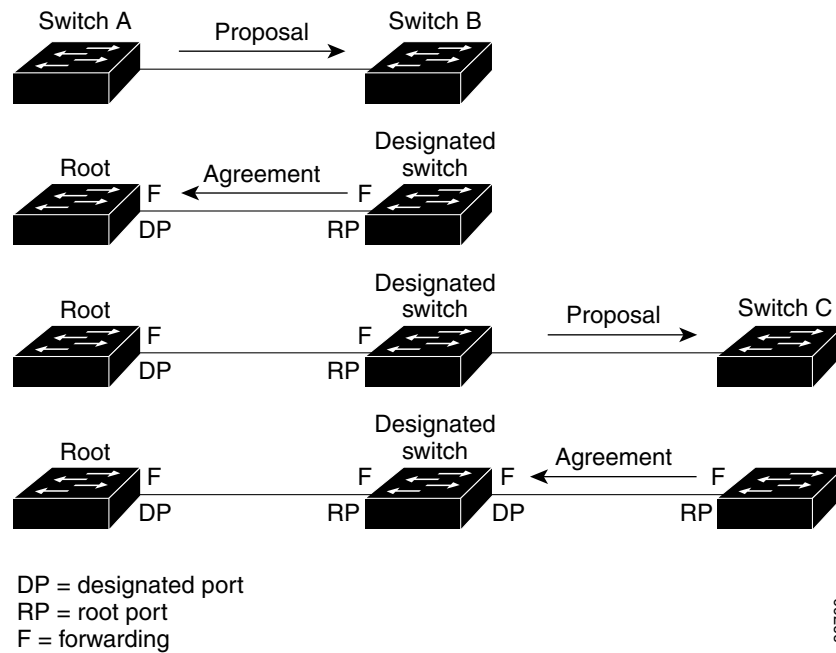 Switch A
Proposal
Switch B
Root
F
Agreement
F
Designated
switch
DP
RP
Root
F
F
Designated
switch
Proposal
Switch C
DP
RP
Root
F
F
Designated
switch
F
Agreement
F
DP
RP
DP
RP
DP = designated port
RP = root port
F = forwarding